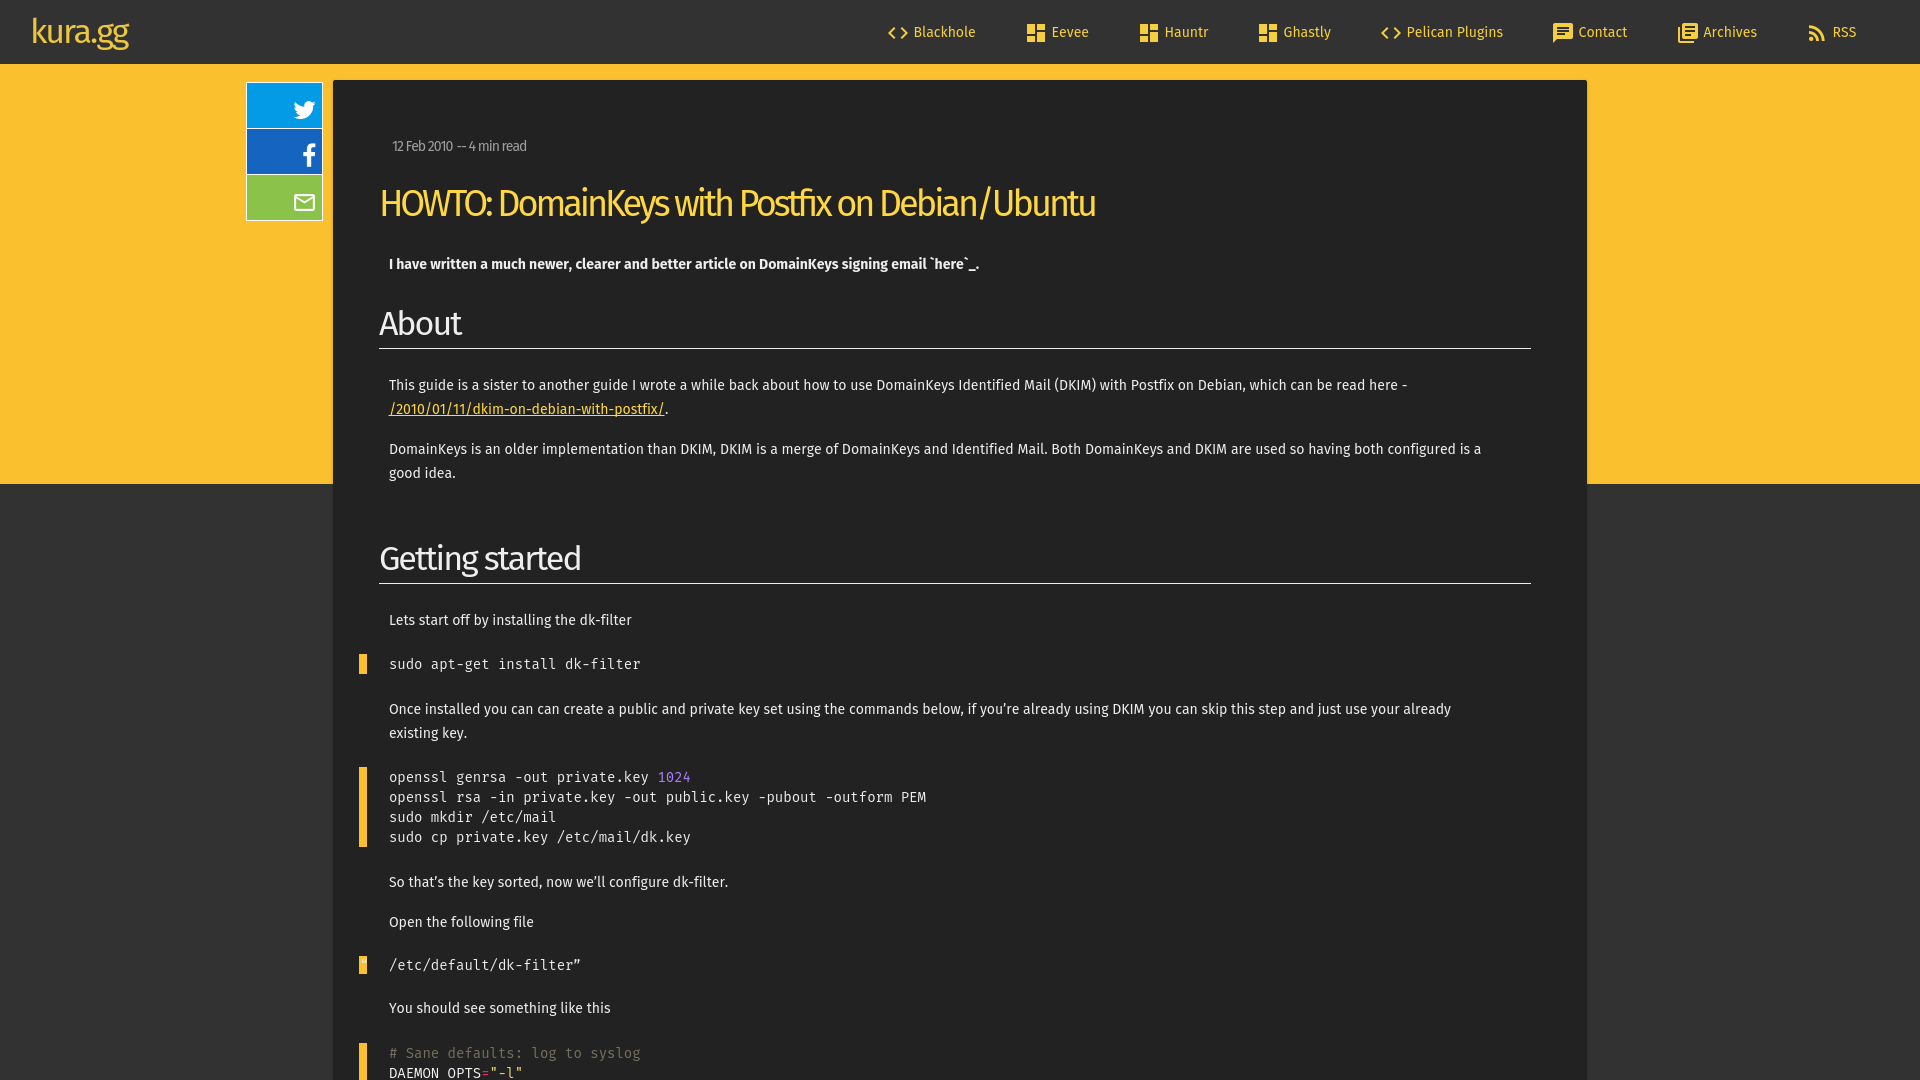 kura.gg
Blackhole
Eevee
Hauntr
Ghastly
Pelican Plugins
Contact
Archives
RSS
12 Feb 2010 -- 4 min read
HOWTO: DomainKeys with Postfix on Debian/Ubuntu
I have written a much newer, clearer and better article on DomainKeys signing email `here`_.
About
This guide is a sister to another guide I wrote a while back about how to use DomainKeys Identified Mail (DKIM) with Postfix on Debian, which can be read here -
/2010/01/11/dkim-on-debian-with-postfix/.
DomainKeys is an older implementation than DKIM, DKIM is a merge of DomainKeys and Identified Mail. Both DomainKeys and DKIM are used so having both configured is a
good idea.
Getting started
Lets start off by installing the dk-filter
sudo apt-get install dk-filter
Once installed you can can create a public and private key set using the commands below, if you’re already using DKIM you can skip this step and just use your already
existing key.
openssl genrsa -out private.key 1024
openssl rsa -in private.key -out public.key -pubout -outform PEM
sudo mkdir /etc/mail
sudo cp private.key /etc/mail/dk.key
So that’s the key sorted, now we’ll configure dk-filter.
Open the following file
“ /etc/default/dk-filter”
You should see something like this
# Sane defaults: log to syslog
DAEMON_OPTS="-l"